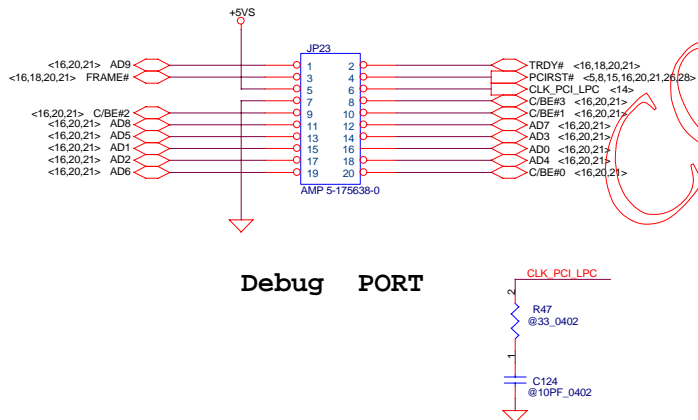 +5VS
JP23
<16,20,21> AD9 1 2 TRDY# <16,18,20,21>
<16,18,20,21> FRAME# 3 4 PCIRST# <5,8,15,16,20,21,26,28>
5 6 CLK_PCI_LPC <14>
7 8 C/BE#3 <16,20,21>
<16,20,21> C/BE#2 9 10 C/BE#1 <16,20,21>
<16,20,21> AD8 11 12 AD7 <16,20,21>
<16,20,21> AD5 13 14 AD3 <16,20,21>
<16,20,21> AD1 15 16 AD0 <16,20,21>
<16,20,21> AD2 17 18 AD4 <16,20,21>
<16,20,21> AD6 19 20 C/BE#0 <16,20,21>
AMP 5-175638-0
Debug PORT
CLK_PCI_LPC
2
R47
@33_0402
1
C124
@10PF_0402